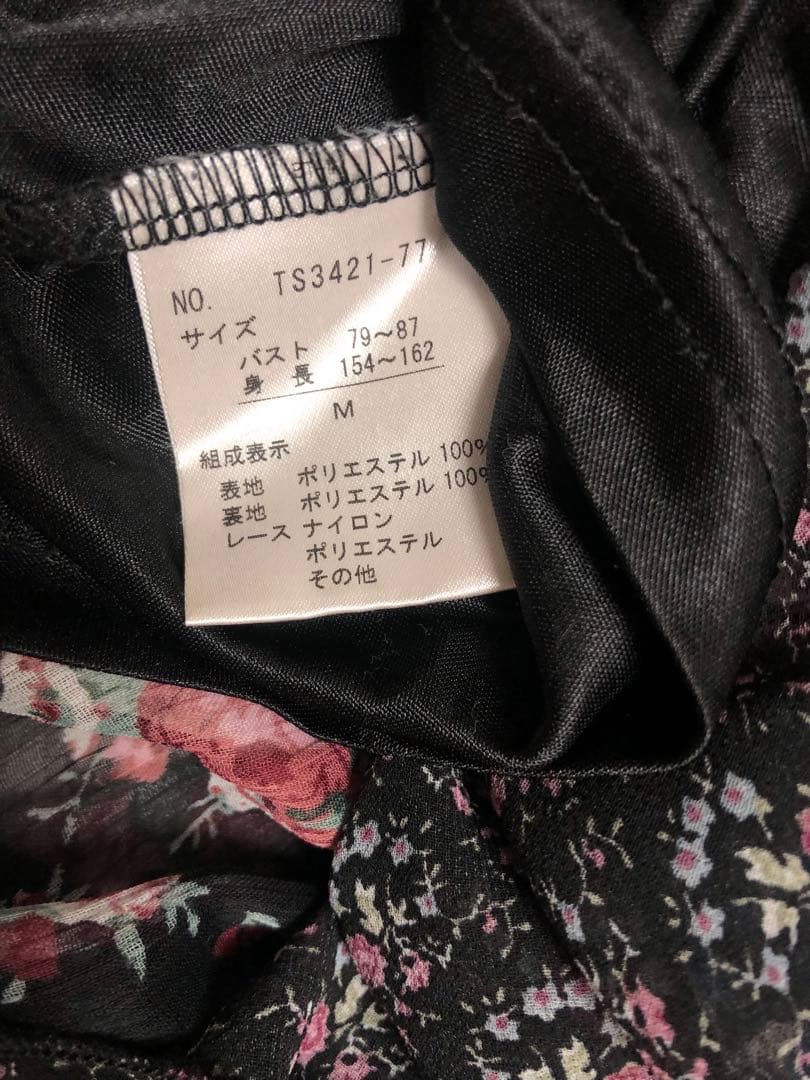 NO. TS3421-77
サイズ
バスト 79〜87
身長 154〜162
M
組成表示
表地 ポリエステル 100%
裏地 ポリエステル 100%
レース ナイロン
ポリエステル
その他